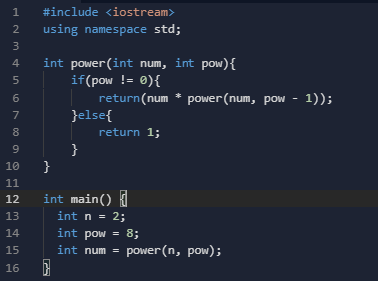 1 #include <iostream>
2 using namespace std;
3
4 int power(int num, int pow){
5     if(pow != 0){
6         return(num * power(num, pow - 1));
7     }else{
8         return 1;
9     }
10 }
11
12 int main() {
13   int n = 2;
14   int pow = 8;
15   int num = power(n, pow);
16 }